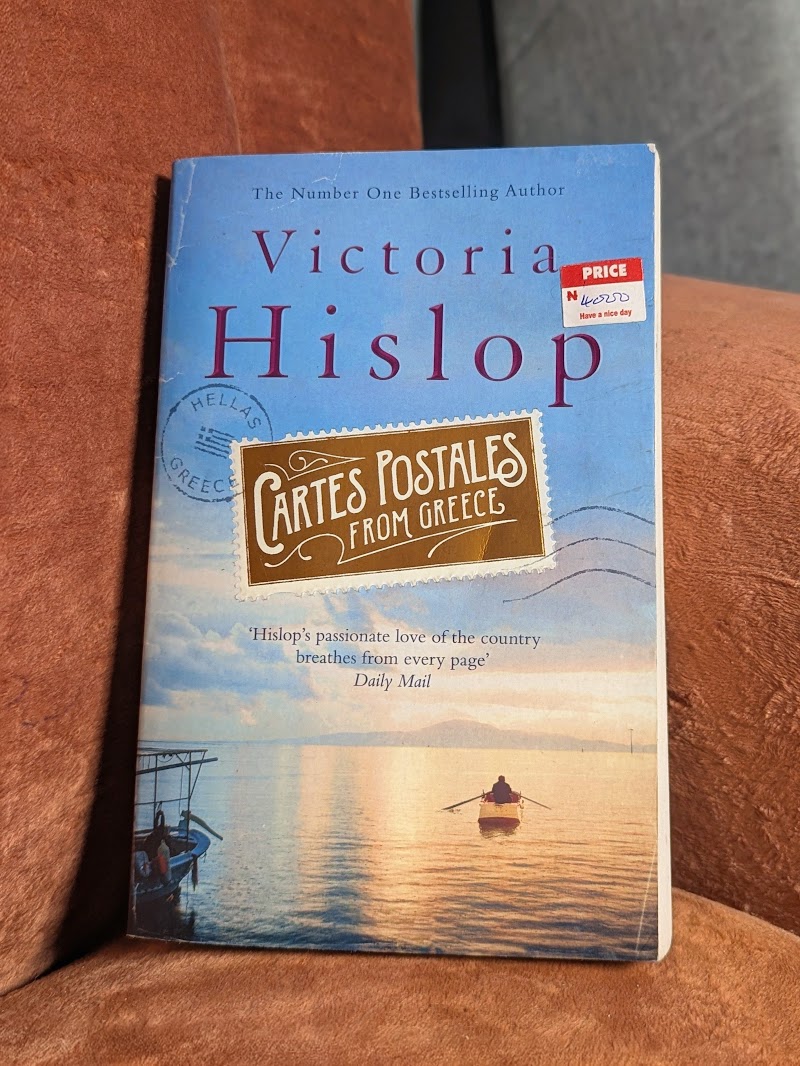 The Number One Bestselling Author
Victoria
Hislop
PRICE
₦
Have a nice day
HELLAS
GREECE
CARTES POSTALES
FROM GREECE
'Hislop's passionate love of the country
breathes from every page'
Daily Mail